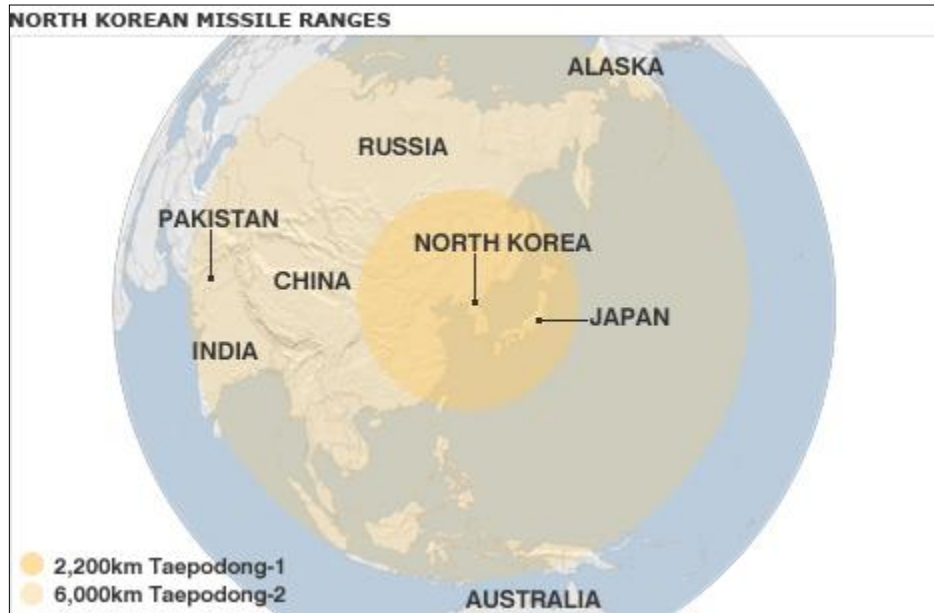 NORTH KOREAN MISSILE RANGES
ALASKA
RUSSIA
PAKISTAN
NORTH KOREA
CHINA
JAPAN
INDIA
2,200km Taepodong-1
6,000km Taepodong-2
AUSTRALIA